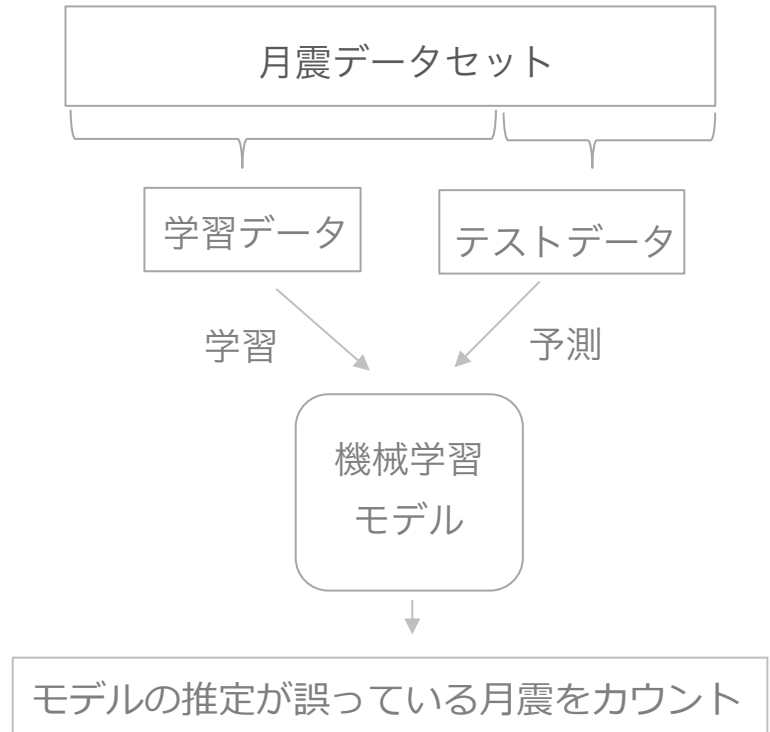 月震データセット
学習データ
テストデータ
学習
予測
機械学習
モデル
モデルの推定が誤っている月震をカウント